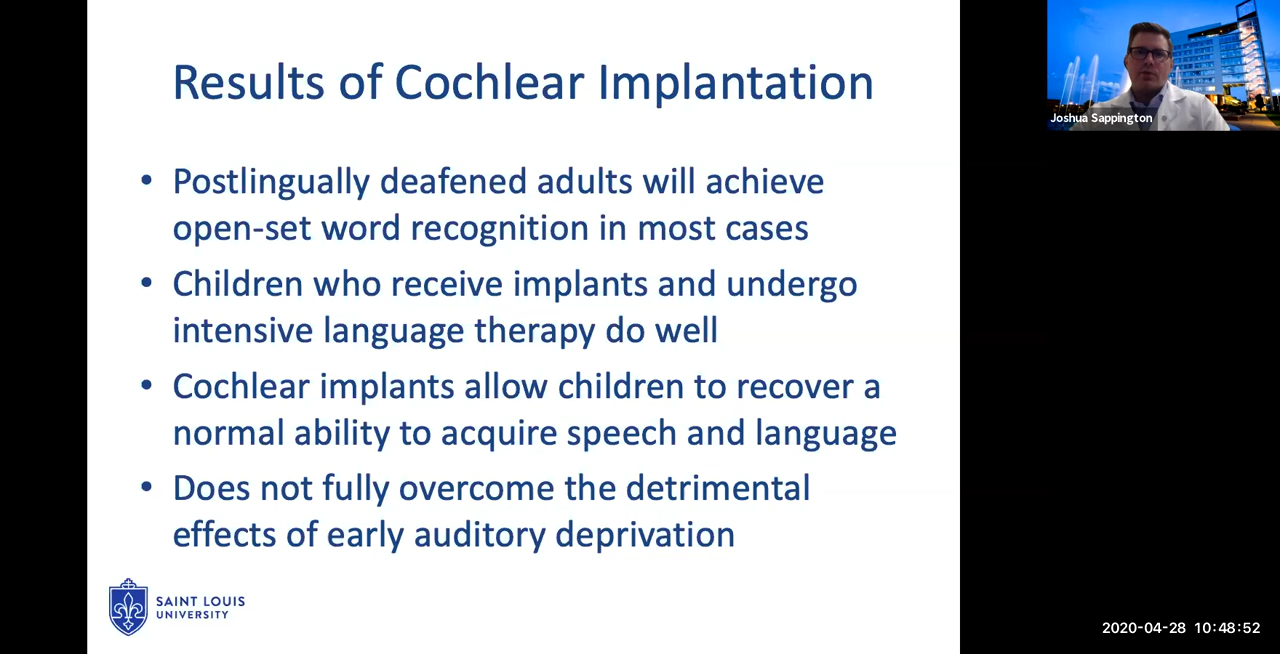 Results of Cochlear Implantation
• Postlingually deafened adults will achieve
open-set word recognition in most cases
• Children who receive implants and undergo
intensive language therapy do well
• Cochlear implants allow children to recover a
normal ability to acquire speech and language
• Does not fully overcome the detrimental
effects of early auditory deprivation
SAINT LOUIS
UNIVERSITY
Joshua Sappington
2020-04-28 10:48:52